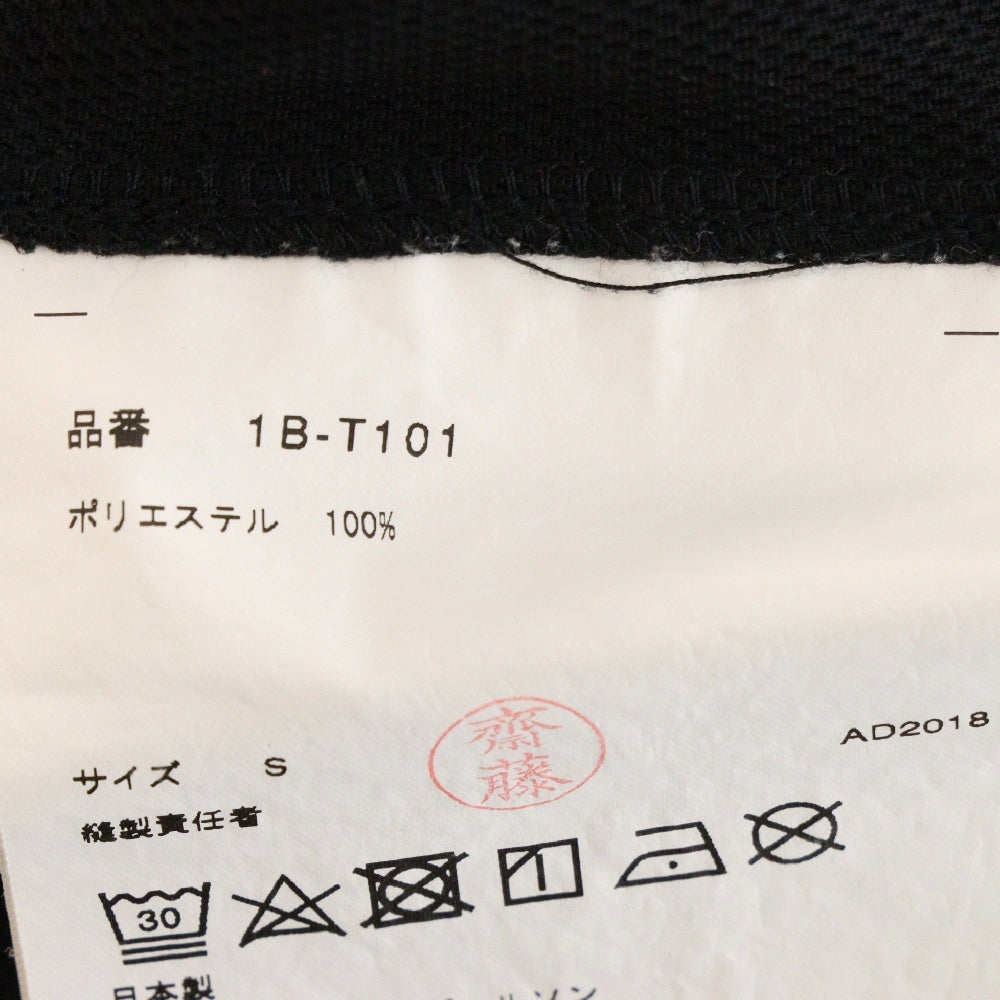 品番 1B-T101
ポリエステル 100%
AD2018
サイズ S
縫製責任者 齋藤
30
日本製